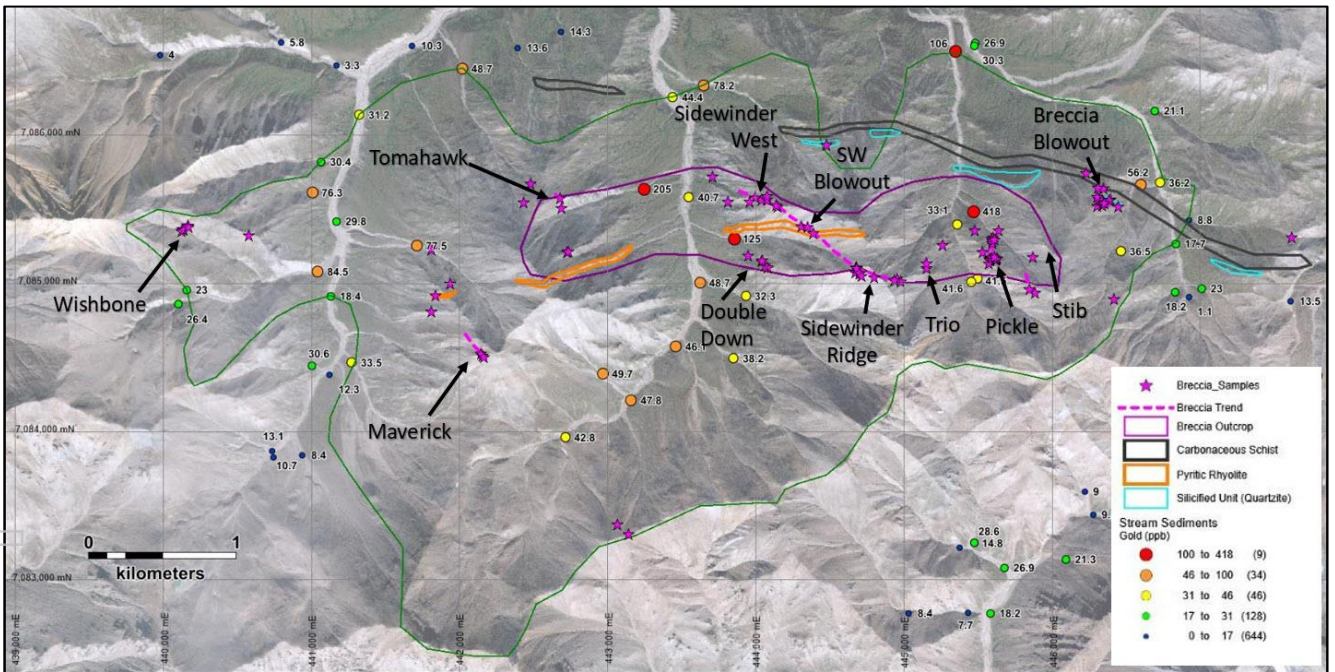 5.8
14.3
10.3
13.6
4
3.3
106
26.9
30.3
48.7
78.2
44.4
31.2
21.1
7,086,000 mN
Sidewinder
West
Breccia
Blowout
SW
Blowout
Tomahawk
30.4
76.3
205
40.7
56.2
36.2
29.8
33.1
418
8.8
77.5
125
17.7
36.5
84.5
7,085,000 mN
Wishbone
23
26.4
18.4
48.7
32.3
41.6
41.
23
18.2
1.1
13.5
Double
Down
Sidewinder
Ridge
Trio
Pickle
Stib
30.6
33.5
12.3
46.1
38.2
49.7
47.8
Maverick
7,084,000 mN
42.8
13.1
10.7
8.4
9
9.
28.6
14.8
26.9
21.3
8.4
7.7
18.2
0
1
kilometers
7,083,000 mN
439,000 mE
440,000 mE
441,000 mE
442,000 mE
443,000 mE
444,000 mE
445,000 mE
446,000 mE
Breccia_Samples
Breccia Trend
Breccia Outcrop
Carbonaceous Schist
Pyritic Rhyolite
Silicified Unit (Quartzite)
Stream Sediments
Gold (ppb)
100 to 418 (9)
46 to 100 (34)
31 to 46 (46)
17 to 31 (128)
0 to 17 (644)